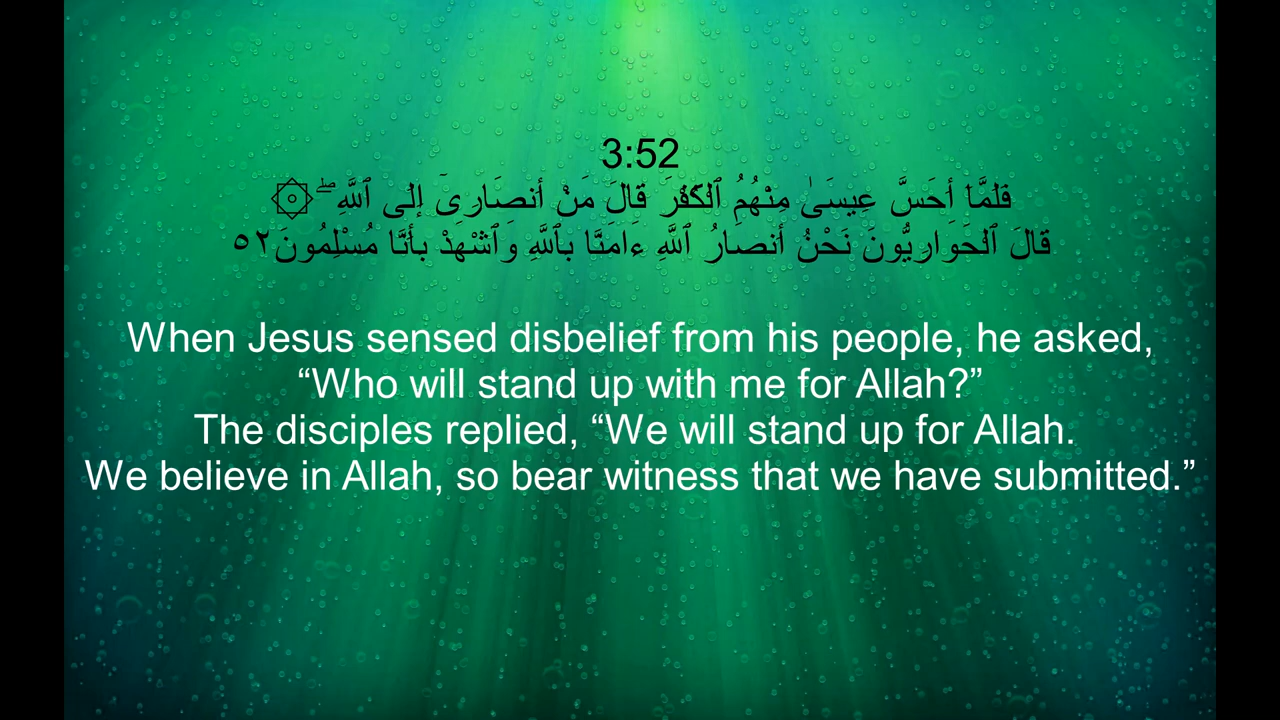 3:52
۞ فَلَمَّآ أَحَسَّ عِيسَىٰ مِنْهُمُ ٱلْكُفْرَ قَالَ مَنْ أَنصَارِىٓ إِلَى ٱللَّهِ ۖ
قَالَ ٱلْحَوَارِيُّونَ نَحْنُ أَنصَارُ ٱللَّهِ ءَامَنَّا بِٱللَّهِ وَٱشْهَدْ بِأَنَّا مُسْلِمُونَ ٥٢
When Jesus sensed disbelief from his people, he asked,
“Who will stand up with me for Allah?”
The disciples replied, “We will stand up for Allah.
We believe in Allah, so bear witness that we have submitted.”